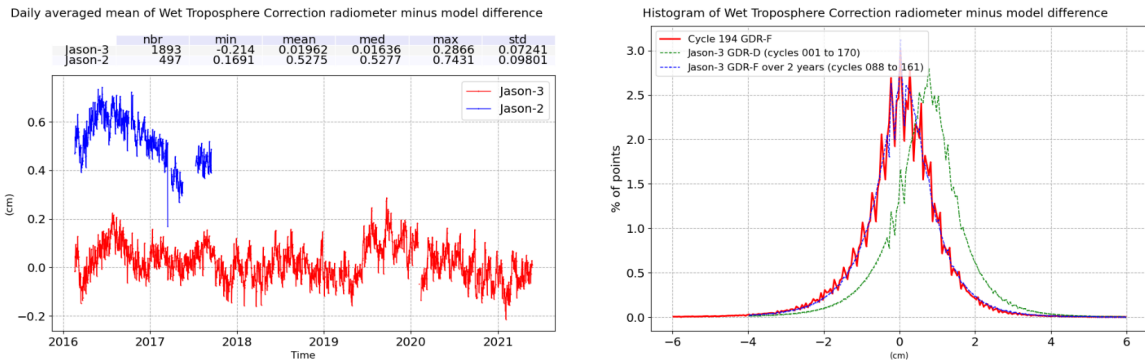 Daily averaged mean of Wet Troposphere Correction radiometer minus model difference
nbr min mean med max std
Jason-3 1893 -0.214 0.01962 0.01636 0.2866 0.07241
Jason-2 497 0.1691 0.5275 0.5277 0.7431 0.09801
Jason-3
Jason-2
0.6
0.4
0.2
0.0
−0.2
(cm)
2016 2017 2018 2019 2020 2021
Time
Histogram of Wet Troposphere Correction radiometer minus model difference
Cycle 194 GDR-F
Jason-3 GDR-D (cycles 001 to 170)
Jason-3 GDR-F over 2 years (cycles 088 to 161)
3.0
2.5
2.0
1.5
1.0
0.5
0.0
% of points
−6 −4 −2 0 2 4 6
(cm)